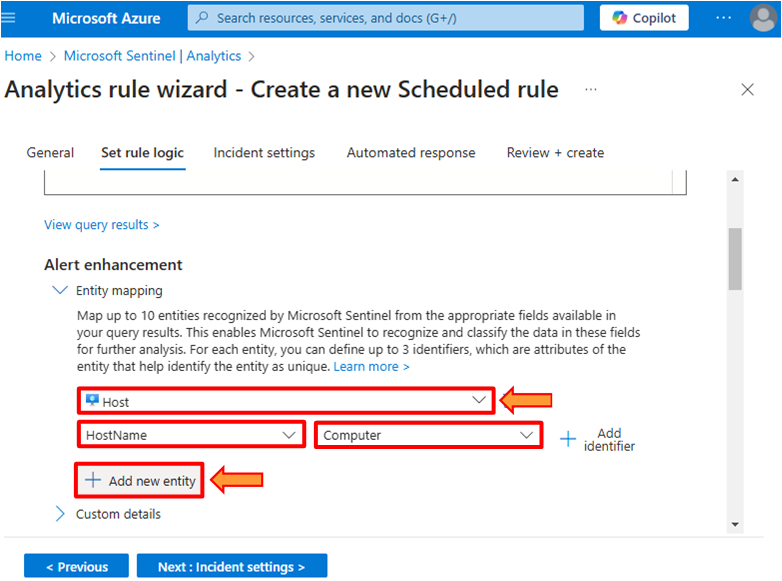 Microsoft Azure
Search resources, services, and docs (G+/)
Copilot
...
Home > Microsoft Sentinel | Analytics >
Analytics rule wizard - Create a new Scheduled rule
...
General
Set rule logic
Incident settings
Automated response
Review + create
View query results >
Alert enhancement
Entity mapping
Map up to 10 entities recognized by Microsoft Sentinel from the appropriate fields available in
your query results. This enables Microsoft Sentinel to recognize and classify the data in these fields
for further analysis. For each entity, you can define up to 3 identifiers, which are attributes of the
entity that help identify the entity as unique. Learn more >
Host
HostName
Computer
Add
identifier
Add new entity
Custom details
< Previous
Next : Incident settings >